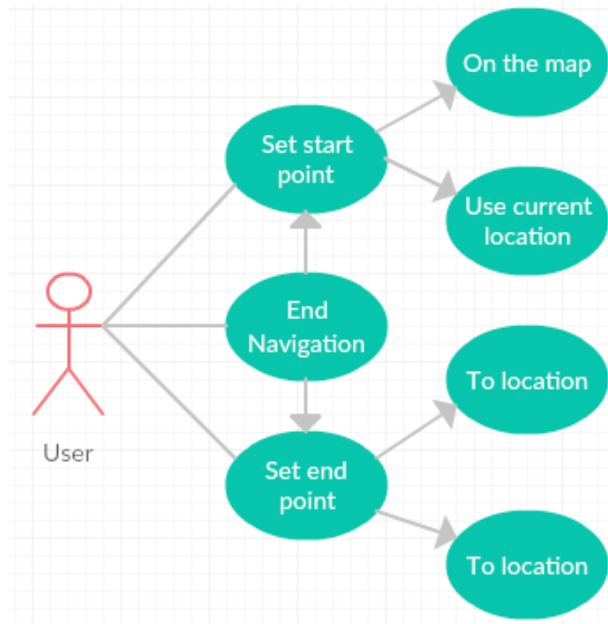 On the map
Set start
point
Use current
location
End
Navigation
To location
User
Set end
point
To location